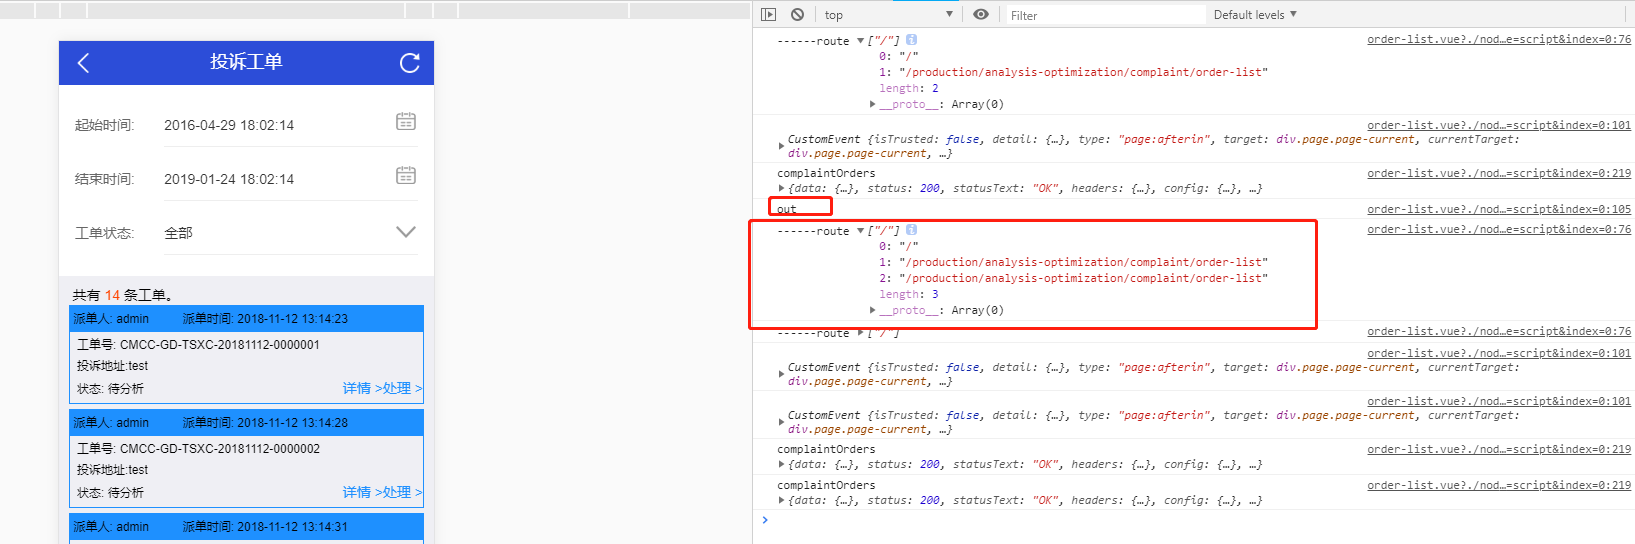 投诉工单
起始时间: 2016-04-29 18:02:14
结束时间: 2019-01-24 18:02:14
工单状态: 全部
共有 14 条工单。
派单人: admin 派单时间: 2018-11-12 13:14:23
工单号: CMCC-GD-TSXC-20181112-0000001
投诉地址:test
状态: 待分析 详情 >处理 >
派单人: admin 派单时间: 2018-11-12 13:14:28
工单号: CMCC-GD-TSXC-20181112-0000002
投诉地址:test
状态: 待分析 详情 >处理 >
派单人: admin 派单时间: 2018-11-12 13:14:31
top Filter Default levels
------route ["/"] order-list.vue?./nod…e=script&index=0:76
0: "/"
1: "/production/analysis-optimization/complaint/order-list"
length: 2
__proto__: Array(0)
order-list.vue?./nod…e=script&index=0:101
CustomEvent {isTrusted: false, detail: {…}, type: "page:afterin", target: div.page.page-current, currentTarget:
div.page.page-current, …}
complaintOrders order-list.vue?./nod…e=script&index=0:219
{data: {…}, status: 200, statusText: "OK", headers: {…}, config: {…}, …}
out order-list.vue?./nod…e=script&index=0:105
------route ["/"] order-list.vue?./nod…e=script&index=0:76
0: "/"
1: "/production/analysis-optimization/complaint/order-list"
2: "/production/analysis-optimization/complaint/order-list"
length: 3
__proto__: Array(0)
------route ["/"] order-list.vue?./nod…e=script&index=0:76
order-list.vue?./nod…e=script&index=0:101
CustomEvent {isTrusted: false, detail: {…}, type: "page:afterin", target: div.page.page-current, currentTarget:
div.page.page-current, …}
order-list.vue?./nod…e=script&index=0:101
CustomEvent {isTrusted: false, detail: {…}, type: "page:afterin", target: div.page.page-current, currentTarget:
div.page.page-current, …}
complaintOrders order-list.vue?./nod…e=script&index=0:219
{data: {…}, status: 200, statusText: "OK", headers: {…}, config: {…}, …}
complaintOrders order-list.vue?./nod…e=script&index=0:219
{data: {…}, status: 200, statusText: "OK", headers: {…}, config: {…}, …}